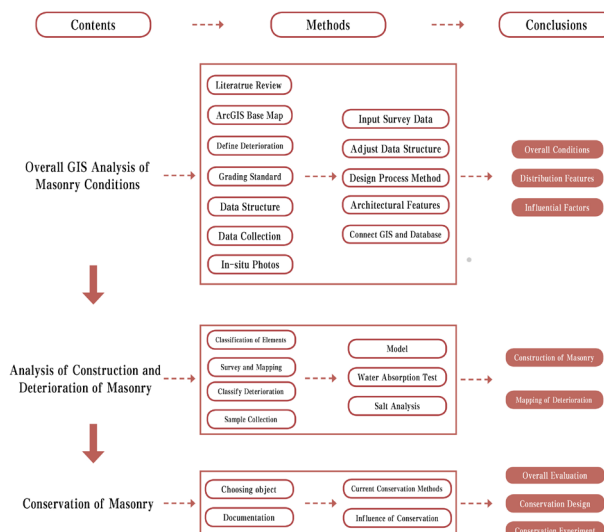 Contents
Methods
Conclusions
Overall GIS Analysis of
Masonry Conditions
Literatrue Review
ArcGIS Base Map
Define Deterioration
Grading Standard
Data Structure
Data Collection
In-situ Photos
Input Survey Data
Adjust Data Structure
Design Process Method
Architectural Features
Connect GIS and Database
Overall Conditions
Distribution Features
Influential Factors
Analysis of Construction and
Deterioration of Masonry
Classification of Elements
Survey and Mapping
Classify Deterioration
Sample Collection
Model
Water Absorption Test
Salt Analysis
Construction of Masonry
Mapping of Deterioration
Conservation of Masonry
Choosing object
Documentation
Current Conservation Methods
Influence of Conservation
Overall Evaluation
Conservation Design
Conservation Experiment